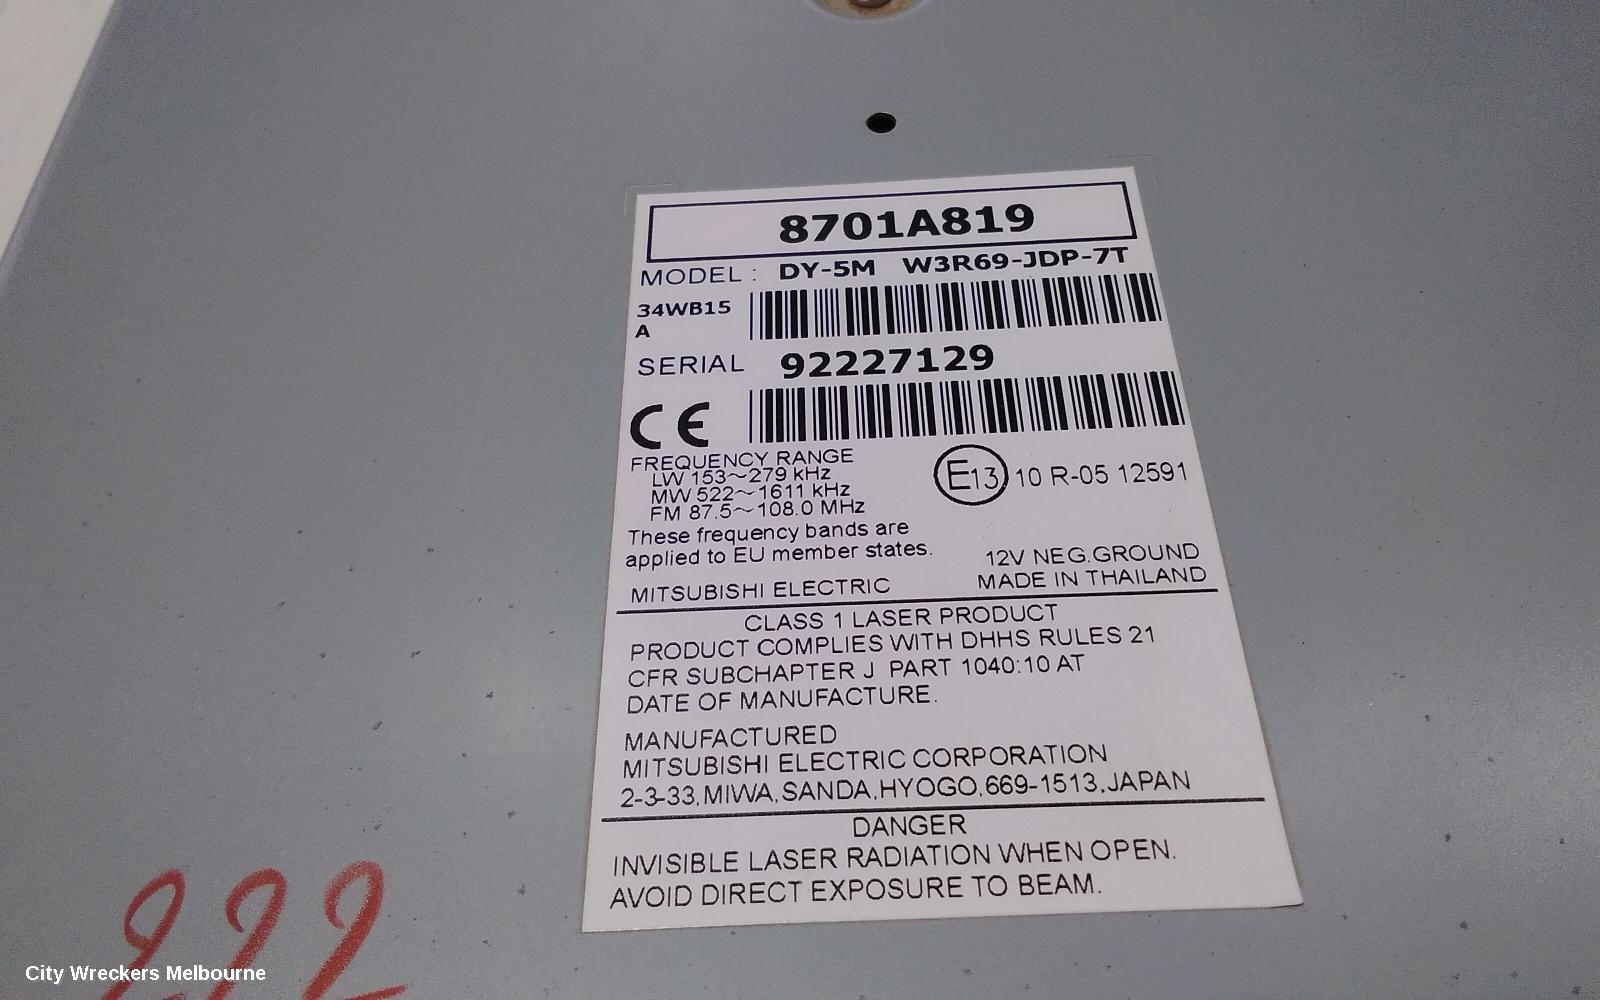 8701A819
MODEL : DY-5M W3R69-JDP-7T
34WB15
A
SERIAL 92227129
CE
FREQUENCY RANGE
LW 153～279 kHz
MW 522～1611 kHz
FM 87.5～108.0 MHz
E13 10 R-05 12591
These frequency bands are
applied to EU member states.
12V NEG.GROUND
MITSUBISHI ELECTRIC MADE IN THAILAND
CLASS 1 LASER PRODUCT
PRODUCT COMPLIES WITH DHHS RULES 21
CFR SUBCHAPTER J PART 1040:10 AT
DATE OF MANUFACTURE.
MANUFACTURED
MITSUBISHI ELECTRIC CORPORATION
2-3-33,MIWA,SANDA,HYOGO,669-1513,JAPAN
DANGER
INVISIBLE LASER RADIATION WHEN OPEN.
AVOID DIRECT EXPOSURE TO BEAM.
222
City Wreckers Melbourne